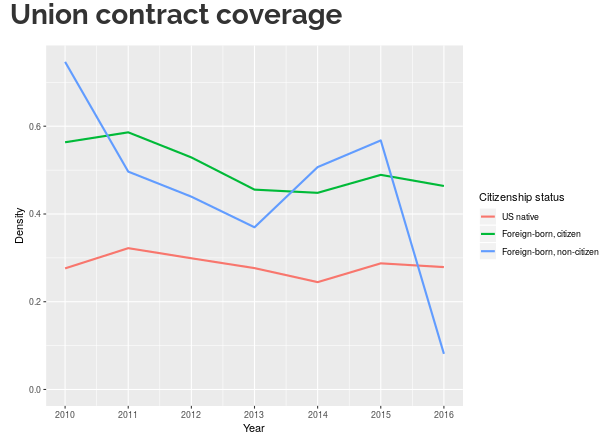 Union contract coverage
Density
0.6
0.4
0.2
0.0
2010 2011 2012 2013 2014 2015 2016
Year
Citizenship status
US native
Foreign-born, citizen
Foreign-born, non-citizen